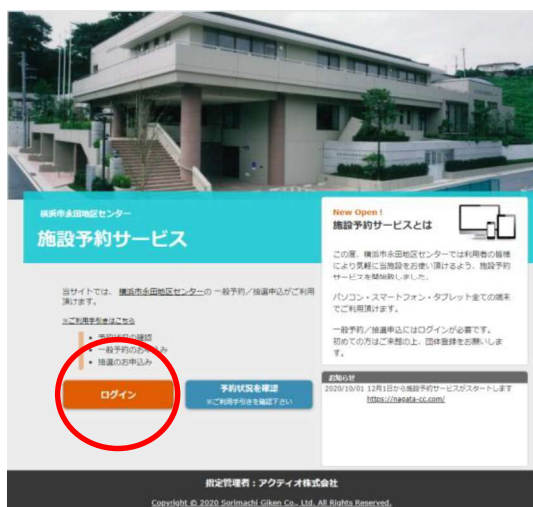 横浜市永田地区センター
施設予約サービス
当サイトでは、横浜市永田地区センターの一般予約／抽選申込がご利用
頂けます。
※ご利用手引きはこちら
• 予約状況の確認
• 一般予約のお申込み
• 抽選のお申込み
ログイン
予約状況を確認
※ご利用手引きを確認下さい
New Open !
施設予約サービスとは
この度、横浜市永田地区センターでは利用者の皆様
により気軽に当施設をお使い頂けるよう、施設予約
サービスを開始致しました。
パソコン・スマートフォン・タブレット全ての端末
でご利用頂けます。
一般予約／抽選申込にはログインが必要です。
初めての方はご来館の上、団体登録をお願いしま
す。
お知らせ
2020/10/01 12月1日から施設予約サービスがスタートします
https://nagata-cc.com/
指定管理者：アクティオ株式会社
Copyright © 2020 Sorimachi Giken Co., Ltd. All Rights Reserved.